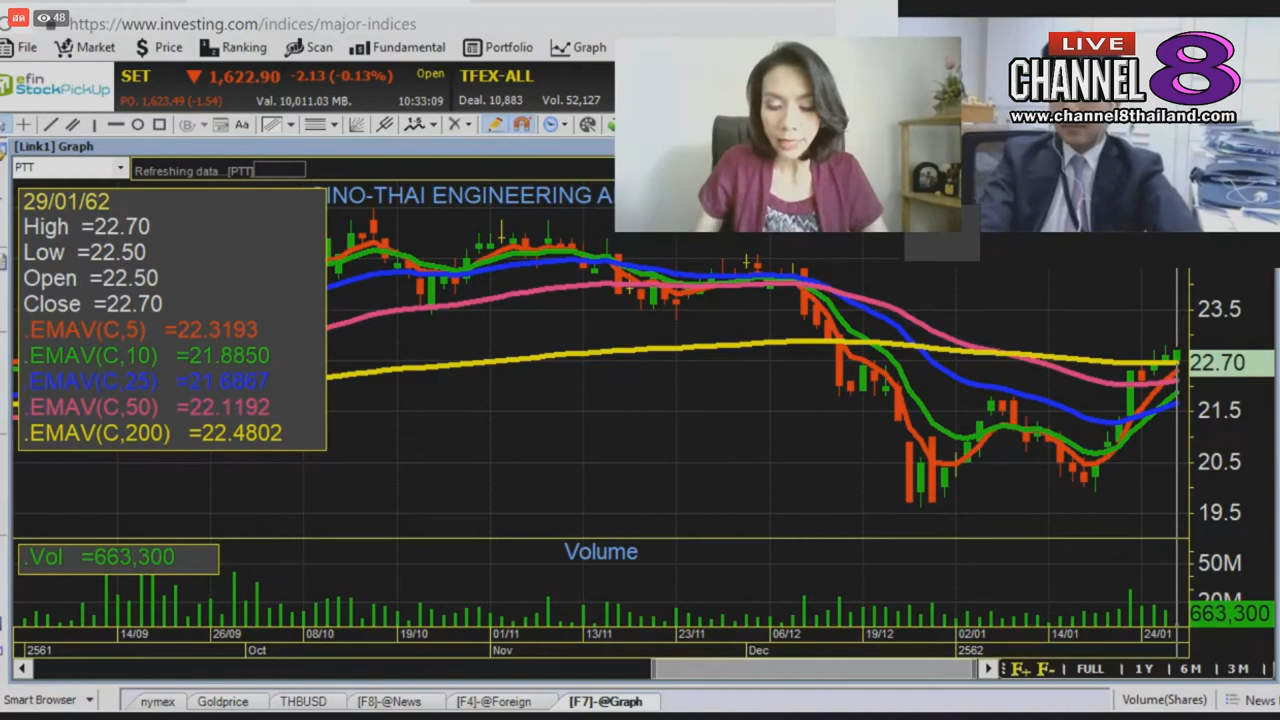 สด 48
https://www.investing.com/indices/major-indices
File Market Price Ranking Scan Fundamental Portfolio Graph
LIVE
CHANNEL 8
www.channel8thailand.com
efin StockPickUp
SET 1,622.90 -2.13 (-0.13%) Open TFEX-ALL
PO. 1,623.49 (-1.54) Val. 10,011.03 MB. 10:33:09 Deal. 10,883 Vol. 52,127
Aa
[Link1] Graph
PTT Refreshing data...[PTT]
INO-THAI ENGINEERING A
29/01/62
High =22.70
Low =22.50
Open =22.50
Close =22.70
.EMAV(C,5) =22.3193
.EMAV(C,10) =21.8850
.EMAV(C,25) =21.6867
.EMAV(C,50) =22.1192
.EMAV(C,200) =22.4802
23.5
22.70
21.5
20.5
19.5
.Vol =663,300
Volume
50M
20M
663,300
14/09 26/09 08/10 19/10 01/11 13/11 23/11 06/12 19/12 02/01 14/01 24/01
2561 Oct Nov Dec 2562
F+ F- FULL 1Y 6M 3M
Smart Browser nymex Goldprice THBUSD [F8]-@News [F4]-@Foreign [F7]-@Graph Volume(Shares) News